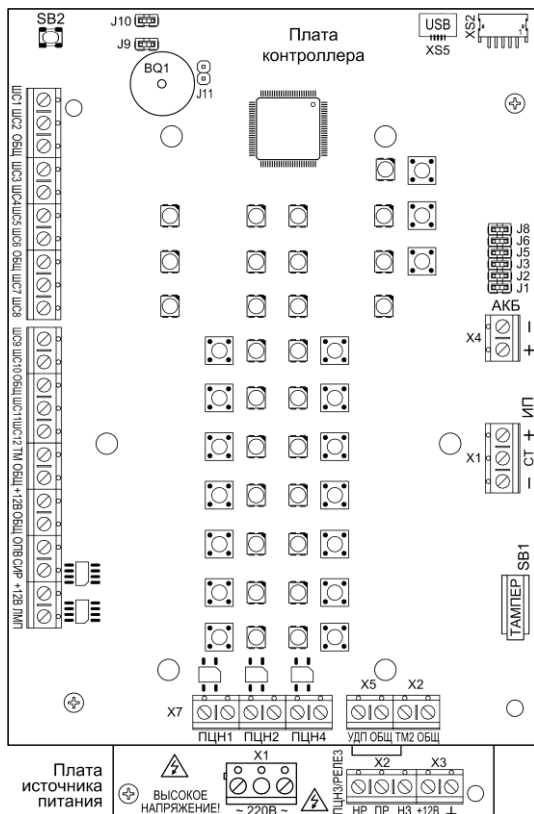 SB2
J10
J9
BQ1
J11
Плата
контроллера
USB
XS5
XS2
1
ШС1 ШС2 ОБЩ ШС3 ШС4 ШС5 ШС6 ОБЩ ШС7 ШС8
J8
J6
J5
J3
J2
J1
АКБ
X4
–
+
ШС9 ШС10 ОБЩ ШС11 ШС12 ТМ ОБЩ +12В ОБЩ ОПВ СИР +12В ЛМП
ИП
X1
+
СТ
–
SB1
ТАМПЕР
X7
ПЦН1 ПЦН2 ПЦН4
X5 X2
УДП ОБЩ ТМ2 ОБЩ
Плата
источника
питания
ВЫСОКОЕ
НАПРЯЖЕНИЕ!
X1
~ 220В ~
ПЦН3/РЕЛЕ3
X2 X3
НР ПР НЗ +12В ⊥